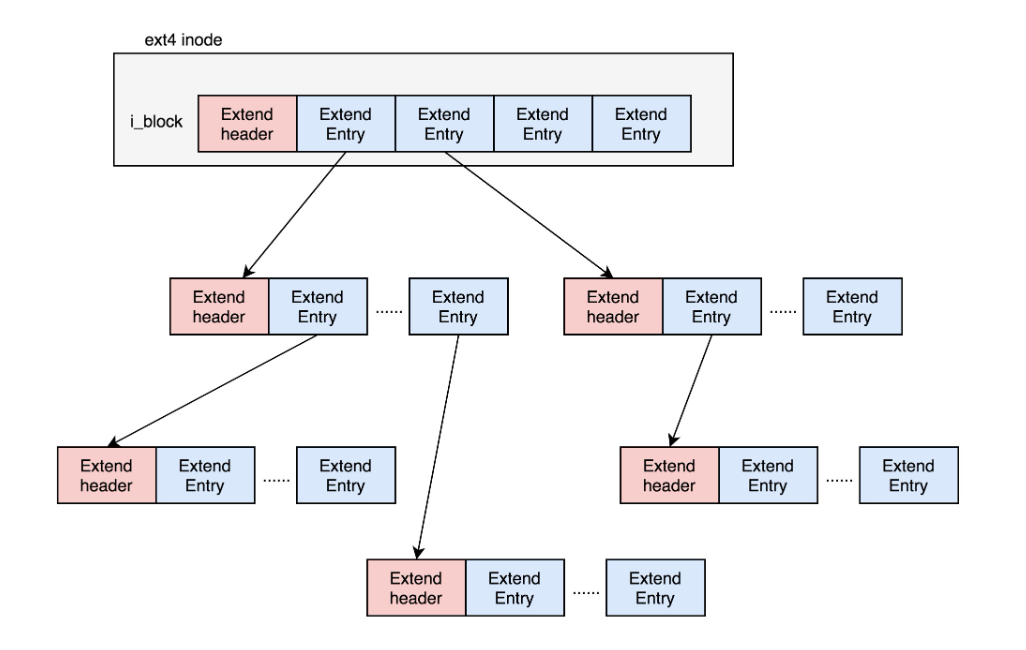 ext4 inode
i_block
Extend
header
Extend
Entry
Extend
Entry
Extend
Entry
Extend
Entry
Extend
header
Extend
Entry
......
Extend
Entry
Extend
header
Extend
Entry
......
Extend
Entry
Extend
header
Extend
Entry
......
Extend
Entry
Extend
header
Extend
Entry
......
Extend
Entry
Extend
header
Extend
Entry
......
Extend
Entry